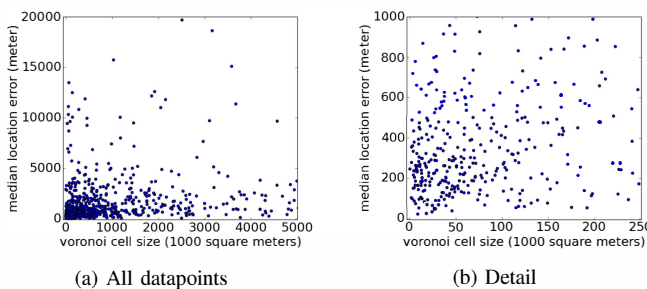 median location error (meter)
20000
15000
10000
5000
0
0 1000 2000 3000 4000 5000
voronoi cell size (1000 square meters)
(a) All datapoints
median location error (meter)
1000
800
600
400
200
0
0 50 100 150 200 250
voronoi cell size (1000 square meters)
(b) Detail